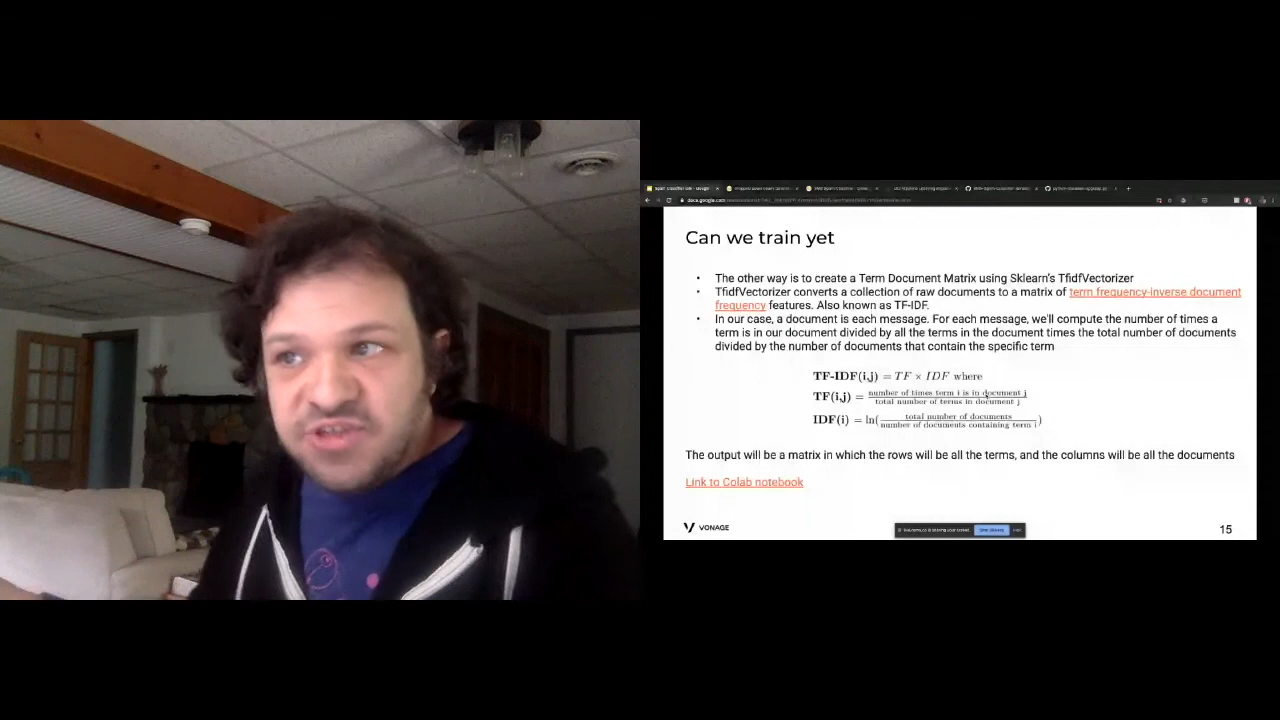 docs.google.com
Can we train yet
• The other way is to create a Term Document Matrix using Sklearn's TfidfVectorizer
• TfidfVectorizer converts a collection of raw documents to a matrix of term frequency-inverse document
frequency features. Also known as TF-IDF.
• In our case, a document is each message. For each message, we'll compute the number of times a
term is in our document divided by all the terms in the document times the total number of documents
divided by the number of documents that contain the specific term
TF-IDF(i,j) = TF × IDF where
TF(i,j) = number of times term i is in document j
total number of terms in document j
IDF(i) = ln( total number of documents
number of documents containing term i )
The output will be a matrix in which the rows will be all the terms, and the columns will be all the documents
Link to Colab notebook
VONAGE
15